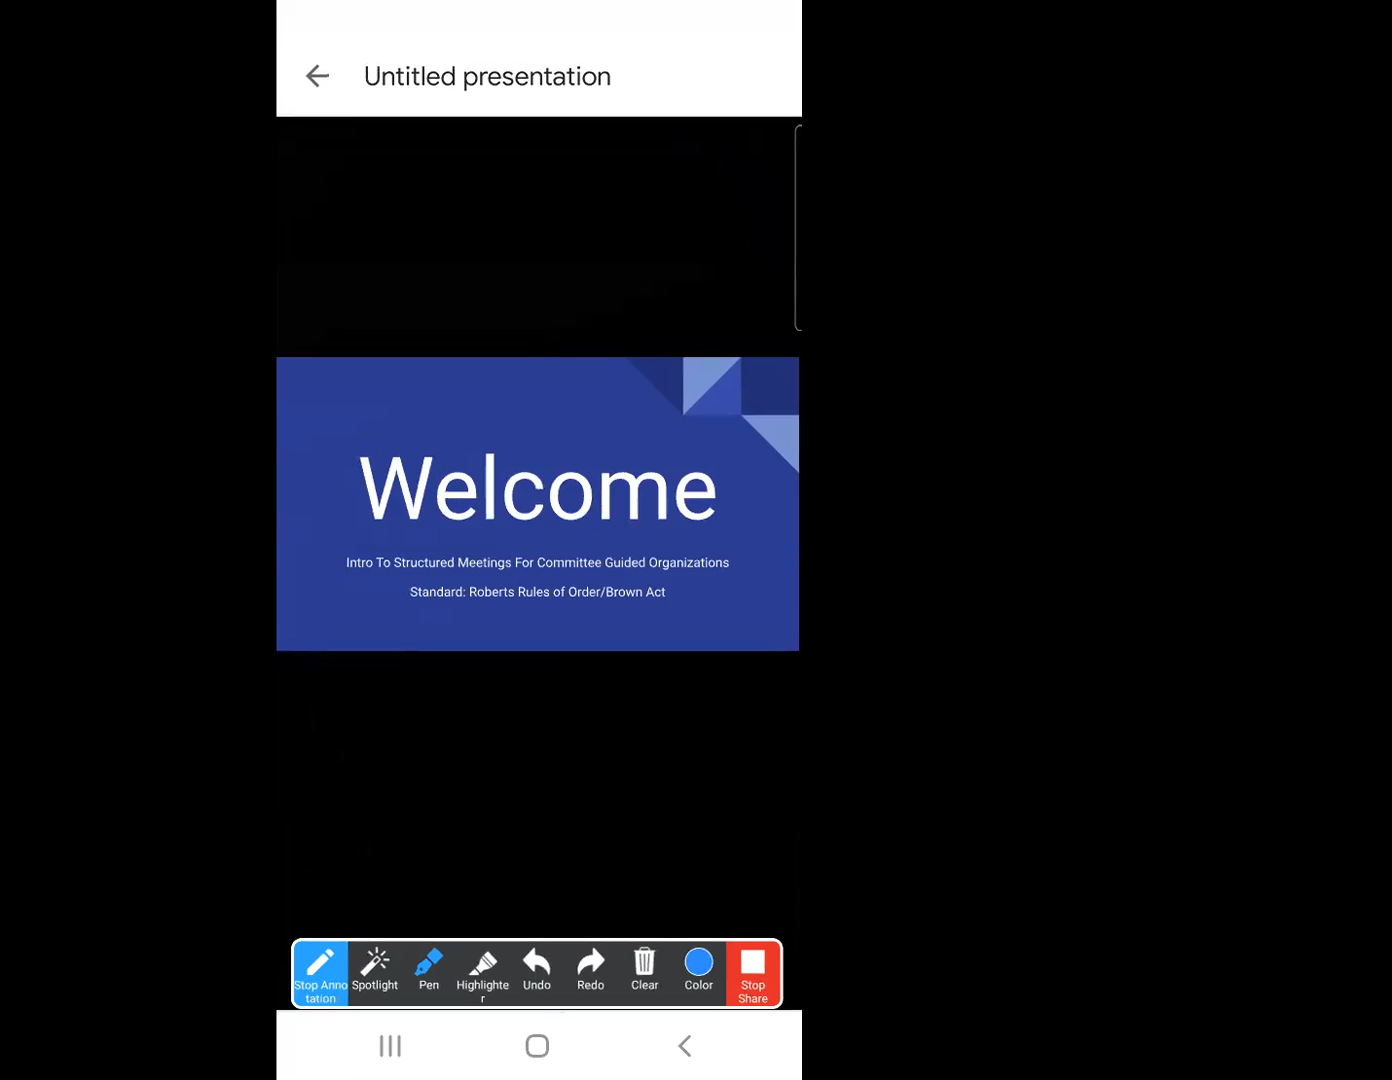 Untitled presentation
Welcome
Intro To Structured Meetings For Committee Guided Organizations
Standard: Roberts Rules of Order/Brown Act
Stop Anno
tation
Spotlight
Pen
Highlighte
r
Undo
Redo
Clear
Color
Stop
Share